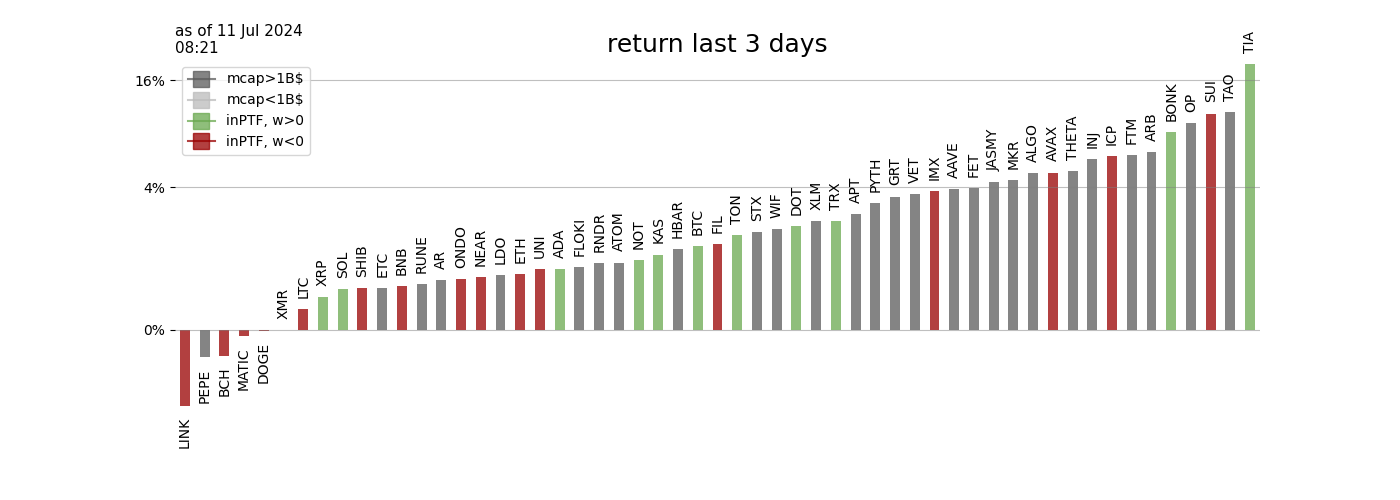 as of 11 Jul 2024
08:21
return last 3 days
mcap>1B$
mcap<1B$
inPTF, w>0
inPTF, w<0
16%
4%
0%
LINK
PEPE
BCH
MATIC
DOGE
XMR
LTC
XRP
SOL
SHIB
ETC
BNB
RUNE
AR
ONDO
NEAR
LDO
ETH
UNI
ADA
FLOKI
RNDR
ATOM
NOT
KAS
HBAR
BTC
FIL
TON
STX
WIF
DOT
XLM
TRX
APT
PYTH
GRT
VET
IMX
AAVE
FET
JASMY
MKR
ALGO
AVAX
THETA
INJ
ICP
FTM
ARB
BONK
OP
SUI
TAO
TIA